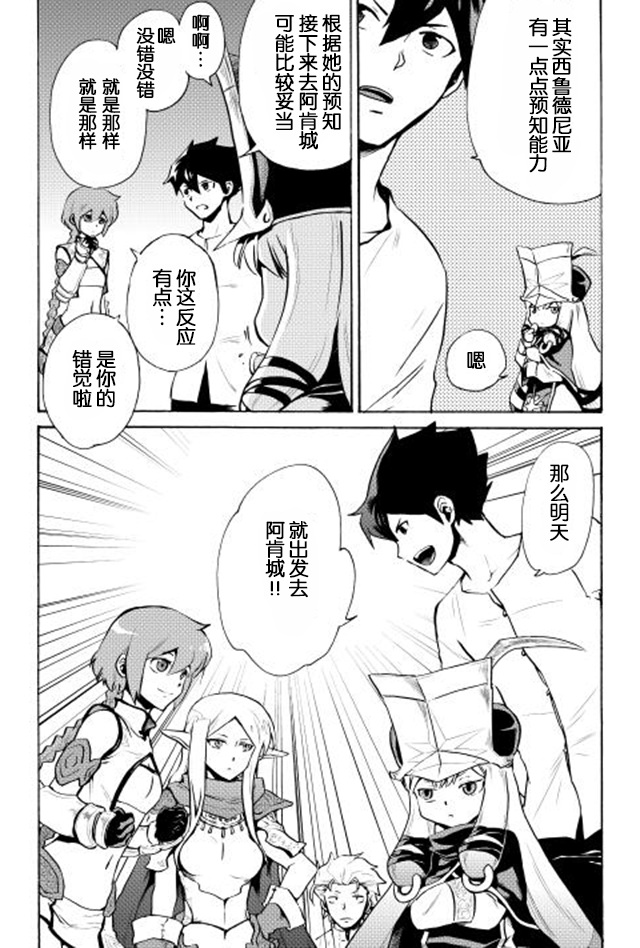 其实西鲁德尼亚
有一点点预知能力
嗯
根据她的预知
接下来去阿肯城
可能比较妥当
啊啊…
嗯
没错没错
就是那样
就是那样
你这反应
有点…
是你的
错觉啦
那么明天
就出发去
阿肯城!!